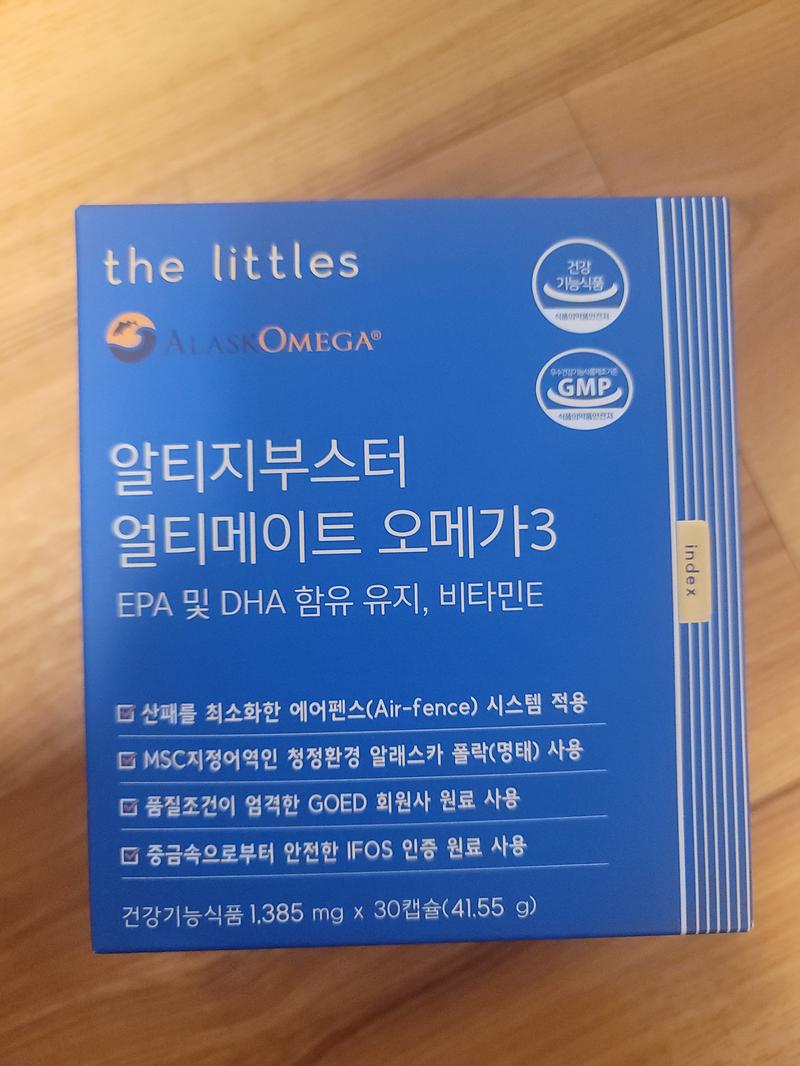 the littles
ALASKOMEGA®
건강
기능식품
식품의약품안전처
우수건강기능식품제조기준
GMP
식품의약품안전처
알티지부스터
얼티메이트 오메가3
EPA 및 DHA 함유 유지, 비타민E
index
산패를 최소화한 에어펜스(Air-fence) 시스템 적용
MSC지정어역인 청정환경 알래스카 폴락(명태) 사용
품질조건이 엄격한 GOED 회원사 원료 사용
중금속으로부터 안전한 IFOS 인증 원료 사용
건강기능식품 1,385 mg x 30캡슐(41.55 g)